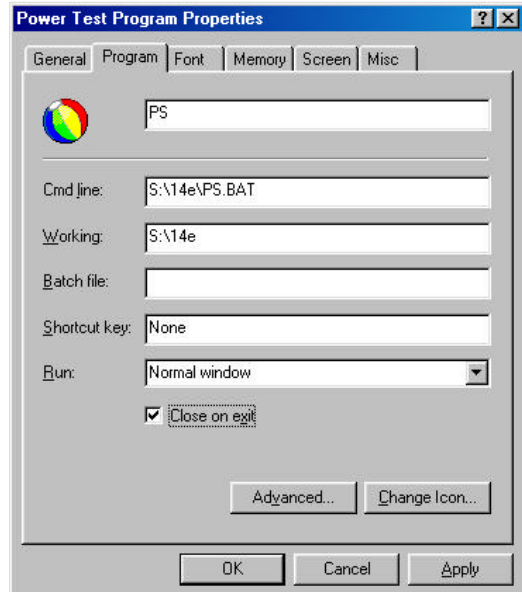 Power Test Program Properties ? ×
General Program Font Memory Screen Misc
PS
Cmd line: S:\14e\PS.BAT
Working: S:\14e
Batch file:
Shortcut key: None
Run: Normal window
Close on exit
Advanced... Change Icon...
OK Cancel Apply